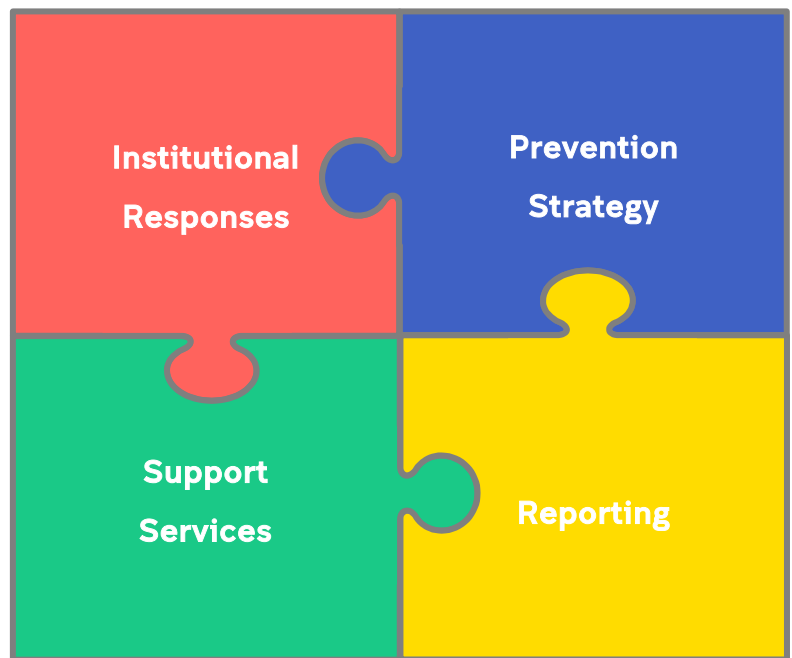 Institutional
Responses
Prevention
Strategy
Support
Services
Reporting